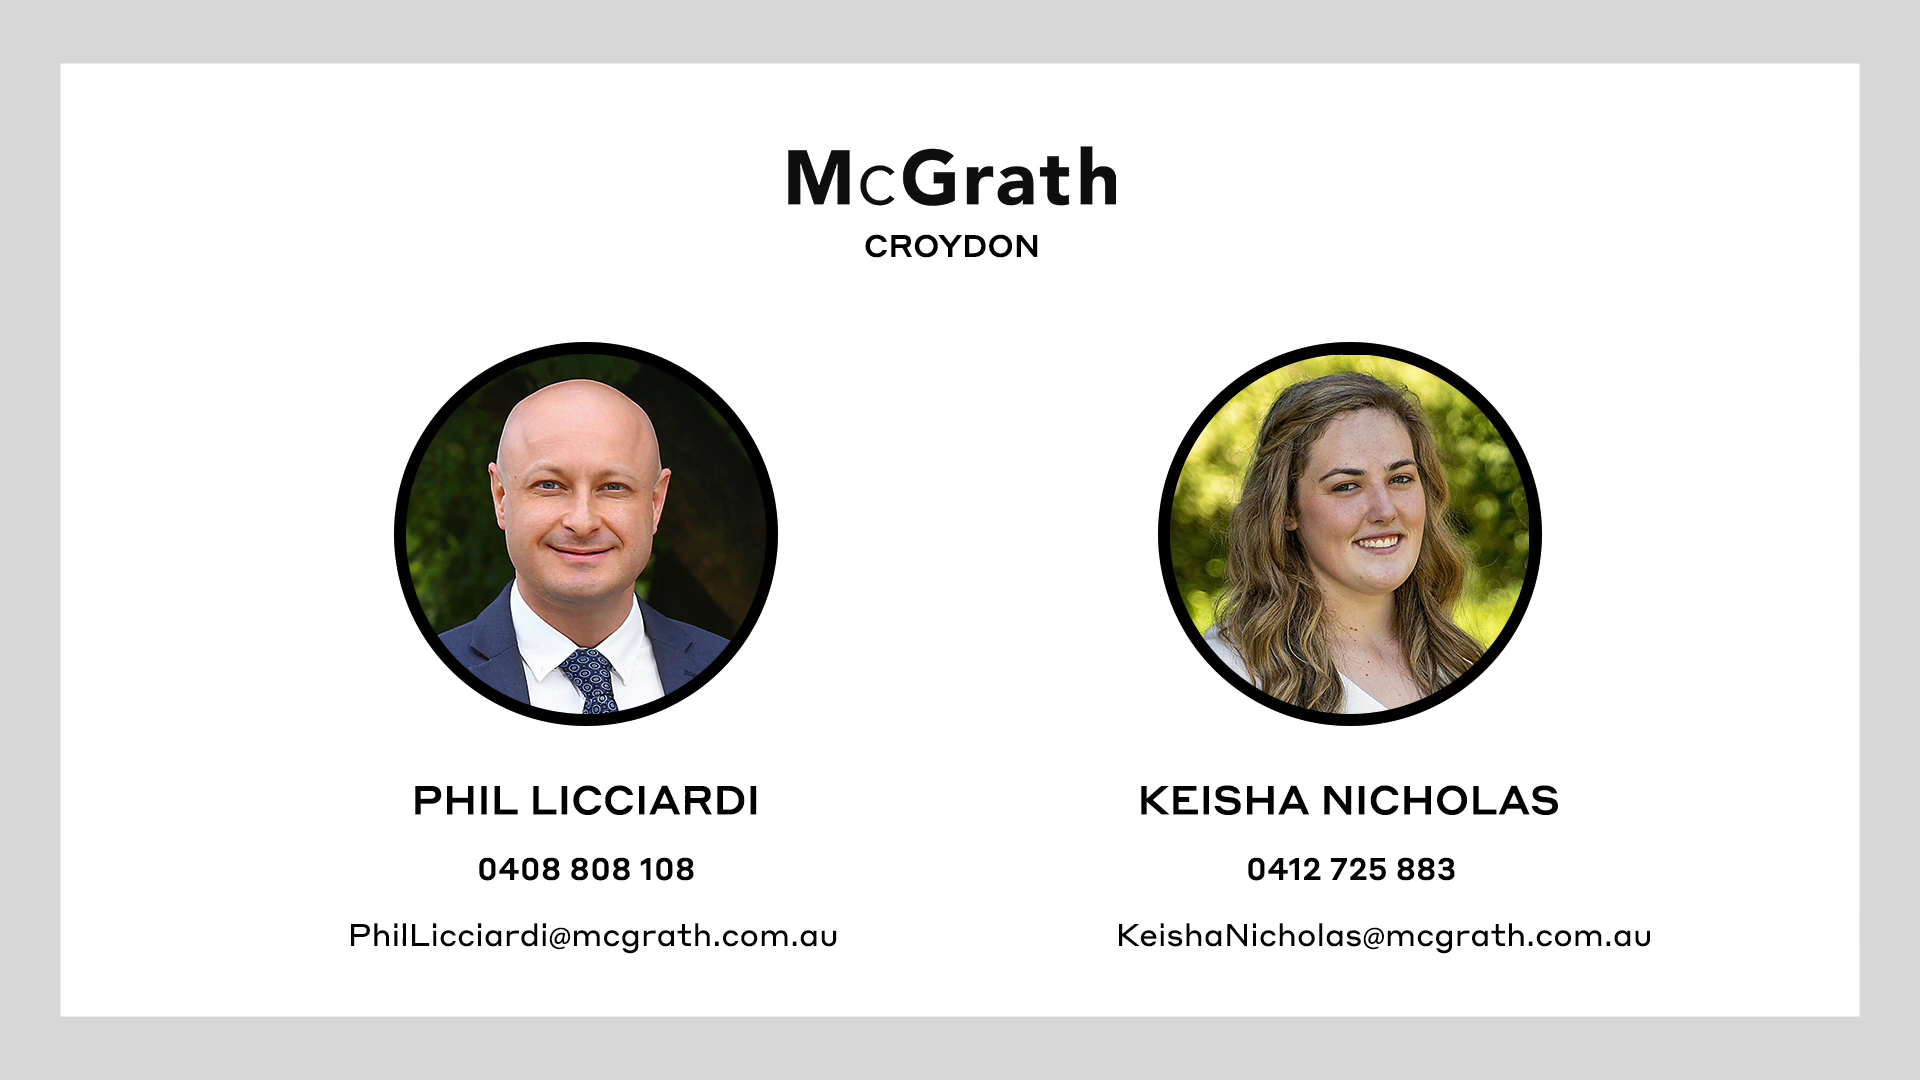 McGrath
CROYDON
PHIL LICCIARDI
0408 808 108
PhilLicciardi@mcgrath.com.au
KEISHA NICHOLAS
0412 725 883
KeishaNicholas@mcgrath.com.au